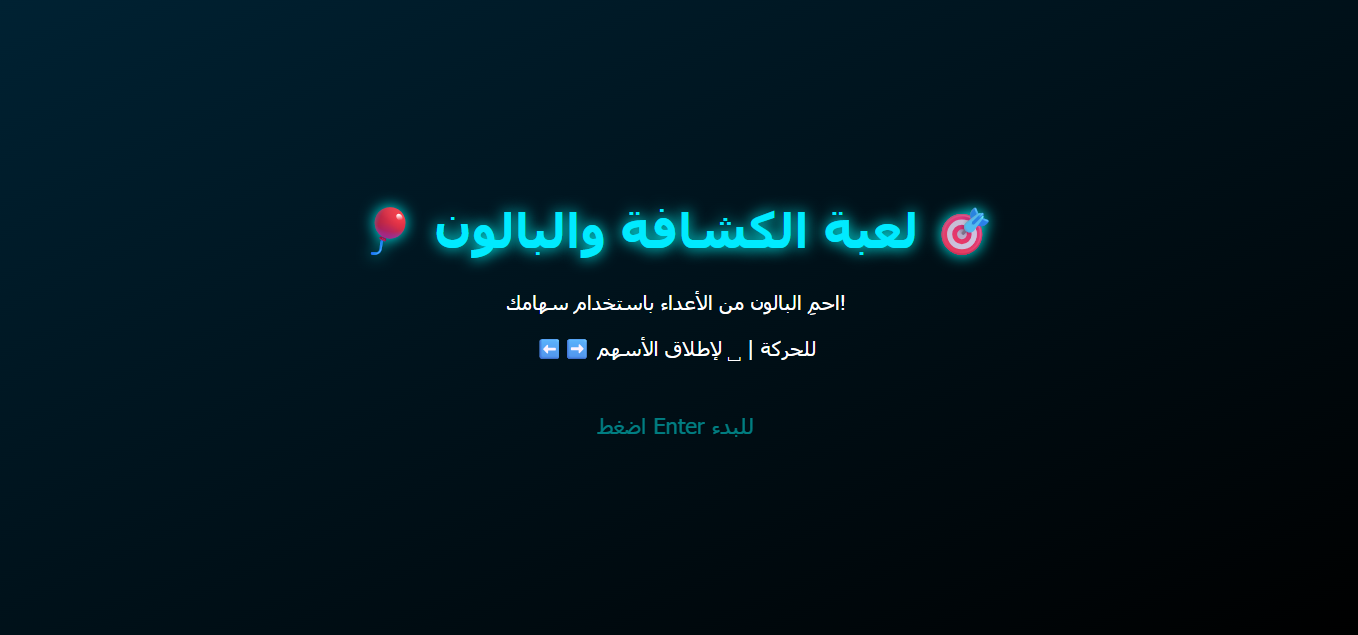 🎯 لعبة الكشافة والبالون 🎈
احمِ البالون من الأعداء باستخدام سهامك!
⬅️ ➡️ للحركة | ␣ لإطلاق الأسهم
اضغط Enter للبدء